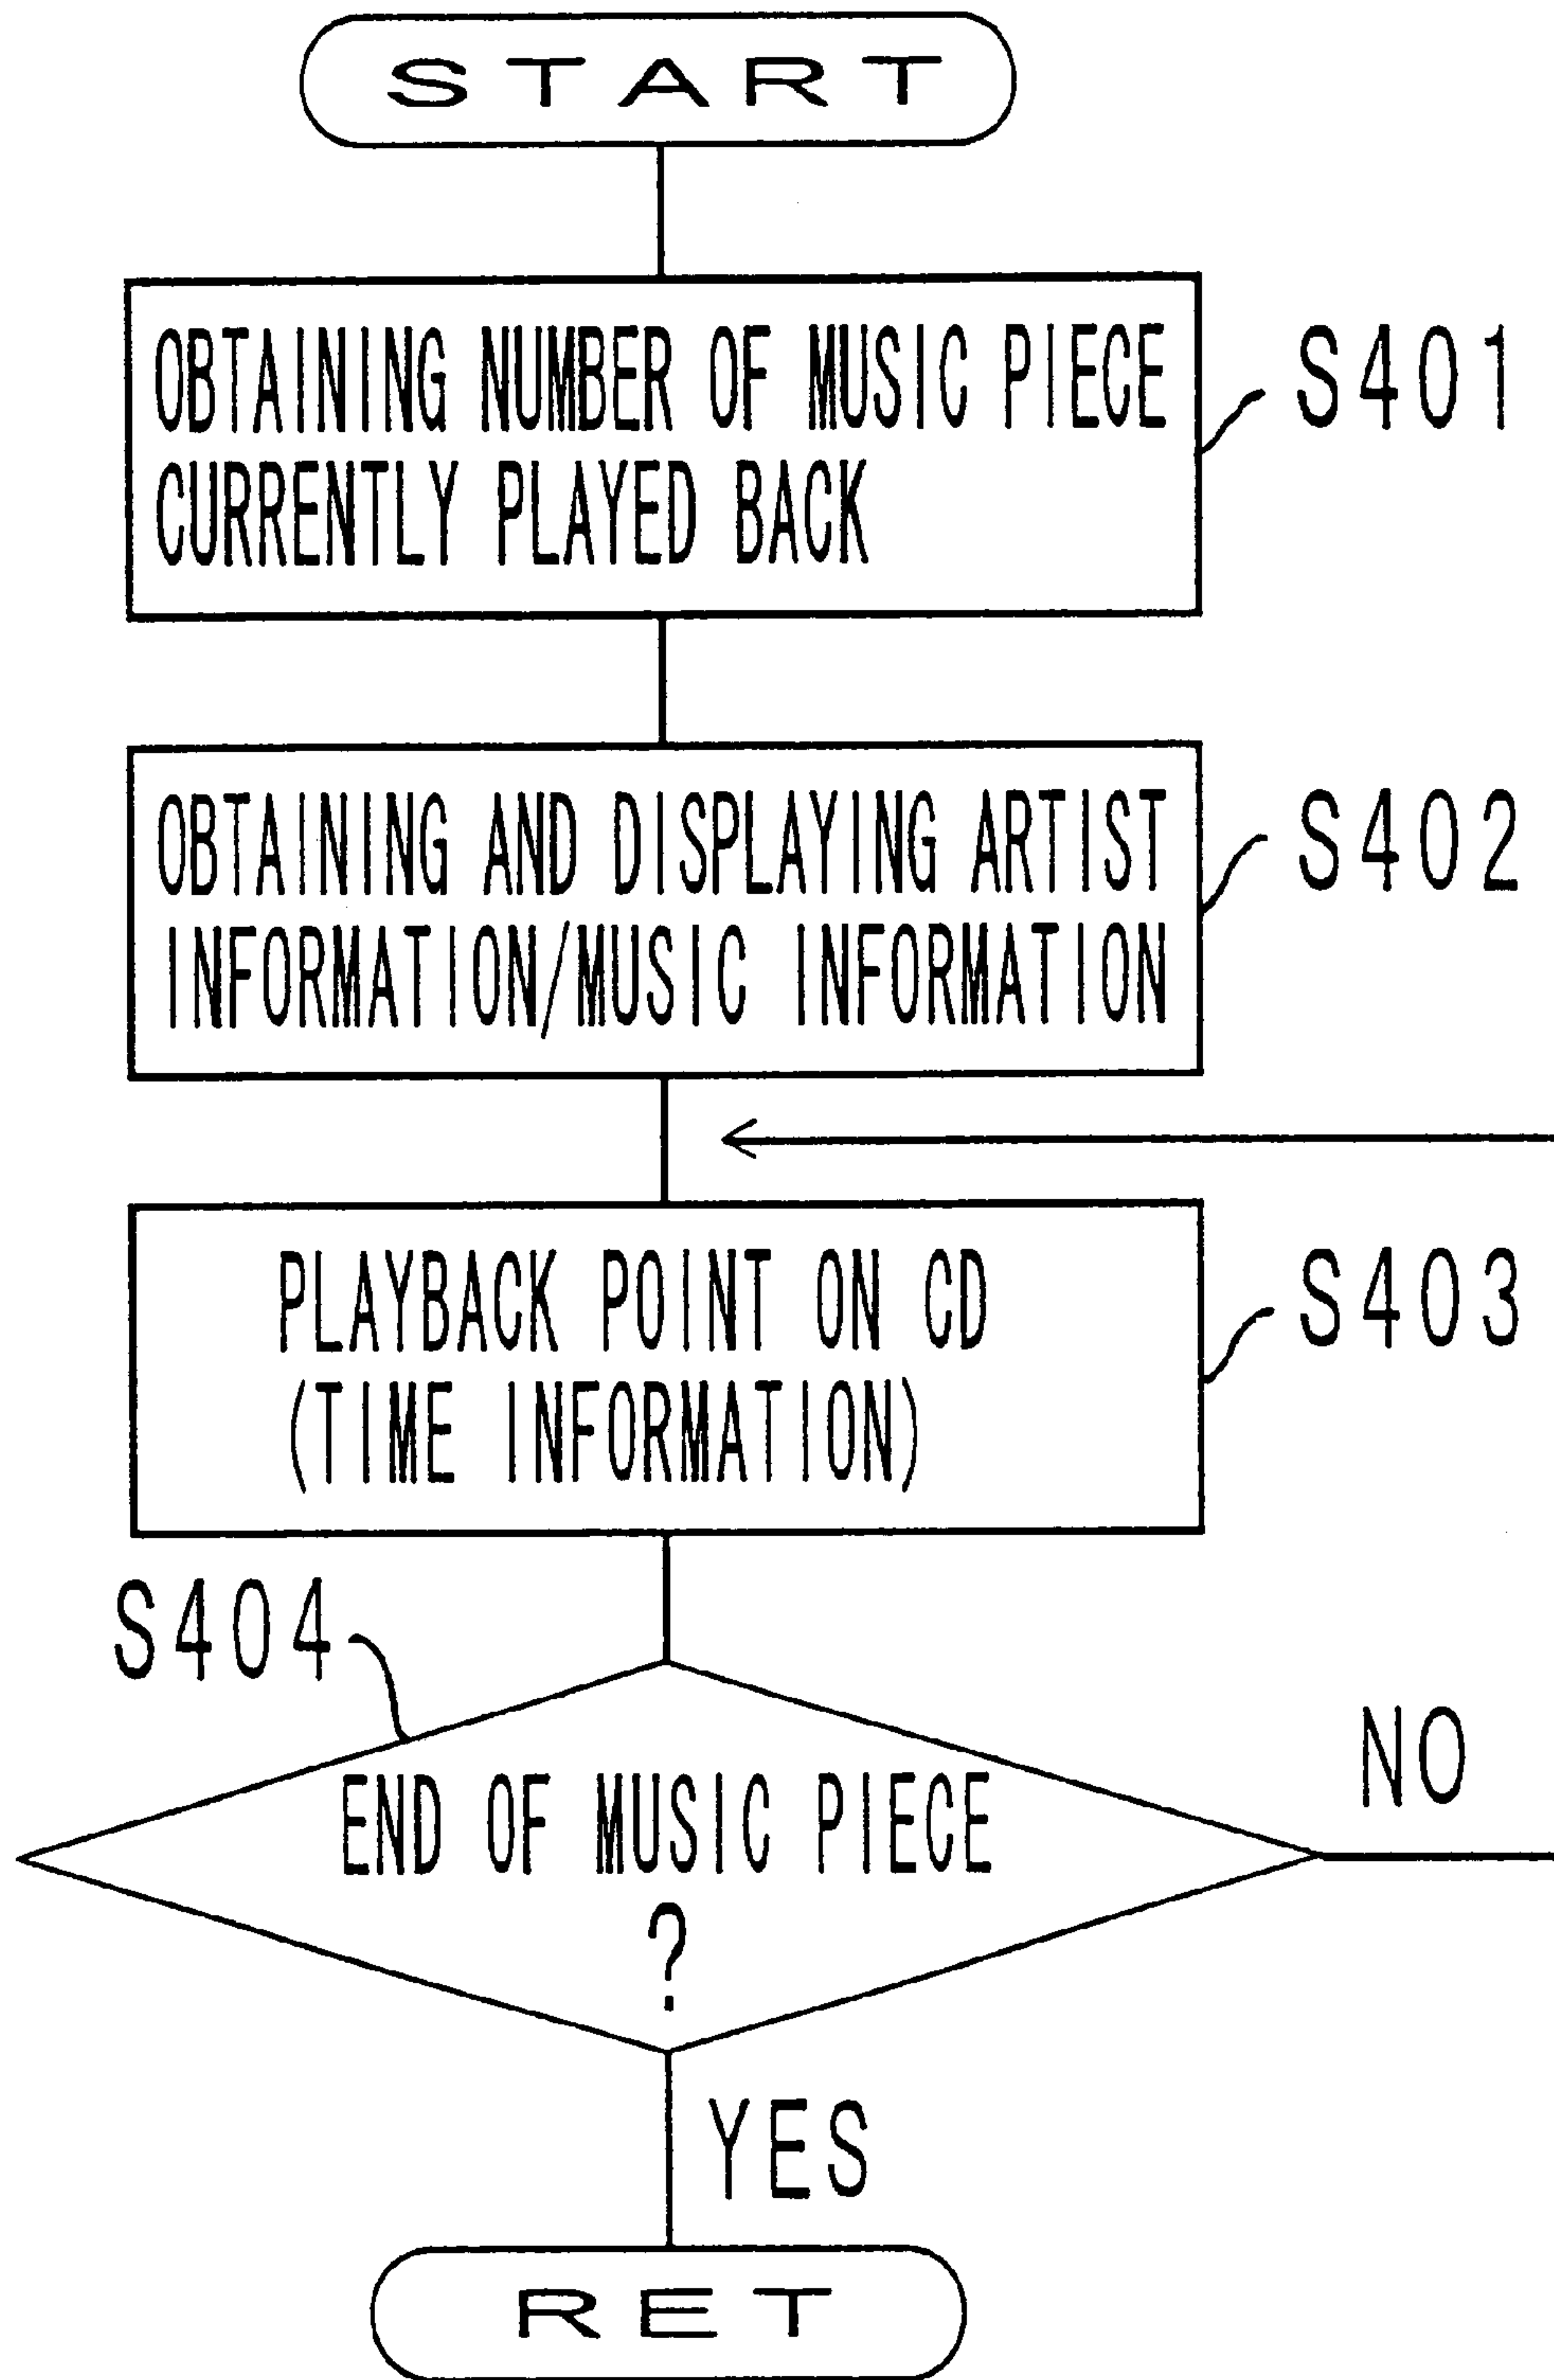 START
OBTAINING NUMBER OF MUSIC PIECE
CURRENTLY PLAYED BACK
S401
OBTAINING AND DISPLAYING ARTIST
INFORMATION/MUSIC INFORMATION
S402
PLAYBACK POINT ON CD
(TIME INFORMATION)
S403
S404
END OF MUSIC PIECE
?
NO
YES
RET